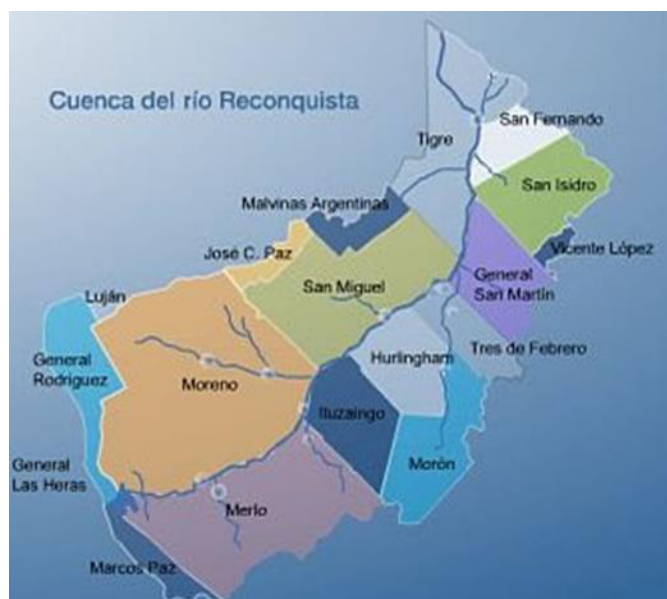 Cuenca del río Reconquista
San Fernando
Tigre
San Isidro
Malvinas Argentinas
Vicente López
José C. Paz
General
San Martín
San Miguel
Luján
Tres de Febrero
Hurlingham
General
Rodriguez
Moreno
Ituzaingo
General
Las Heras
Morón
Merlo
Marcos Paz